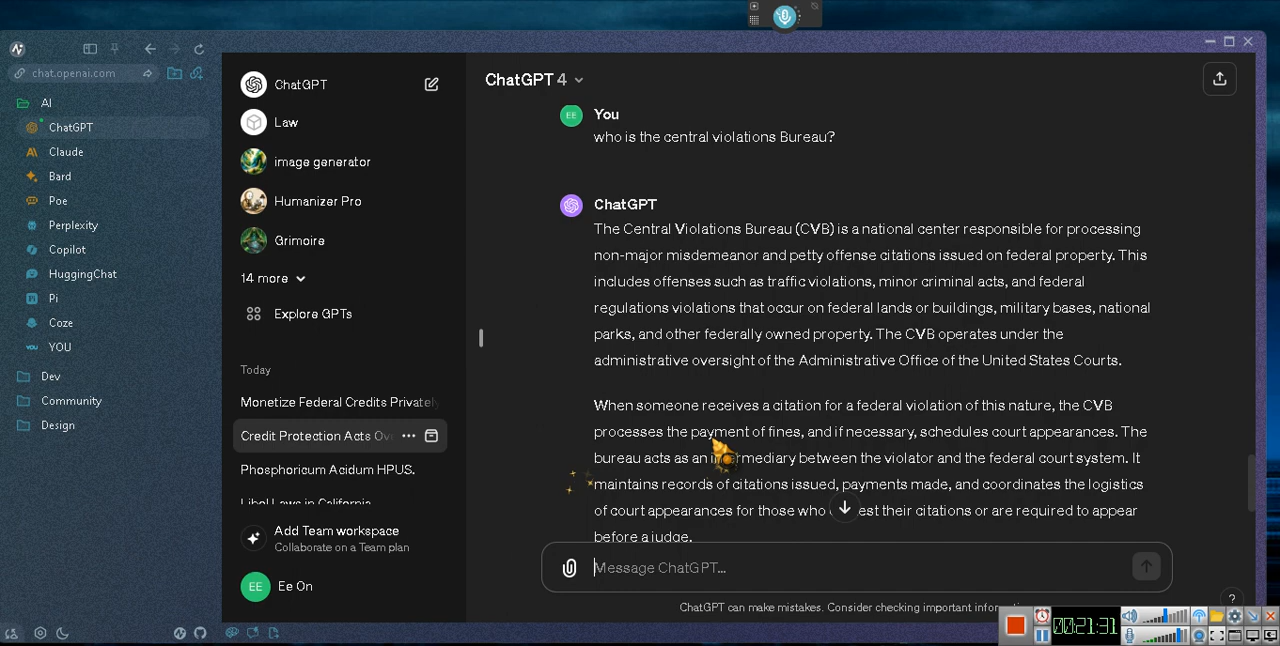 chat.openai.com
AI
ChatGPT
Claude
Bard
Poe
Perplexity
Copilot
HuggingChat
Pi
Coze
YOU
Dev
Community
Design
ChatGPT
Law
image generator
Humanizer Pro
Grimoire
14 more
Explore GPTs
Today
Monetize Federal Credits Privately
Credit Protection Acts Ov
Phosphoricum Acidum HPUS.
Libel Laws in California
Add Team workspace
Collaborate on a Team plan
EE
Ee On
ChatGPT 4
EE
You
who is the central violations Bureau?
ChatGPT
The Central Violations Bureau (CVB) is a national center responsible for processing
non-major misdemeanor and petty offense citations issued on federal property. This
includes offenses such as traffic violations, minor criminal acts, and federal
regulations violations that occur on federal lands or buildings, military bases, national
parks, and other federally owned property. The CVB operates under the
administrative oversight of the Administrative Office of the United States Courts.
When someone receives a citation for a federal violation of this nature, the CVB
processes the payment of fines, and if necessary, schedules court appearances. The
bureau acts as an intermediary between the violator and the federal court system. It
maintains records of citations issued, payments made, and coordinates the logistics
of court appearances for those who contest their citations or are required to appear
before a judge.
Message ChatGPT...
ChatGPT can make mistakes. Consider checking important
?
00:21:31